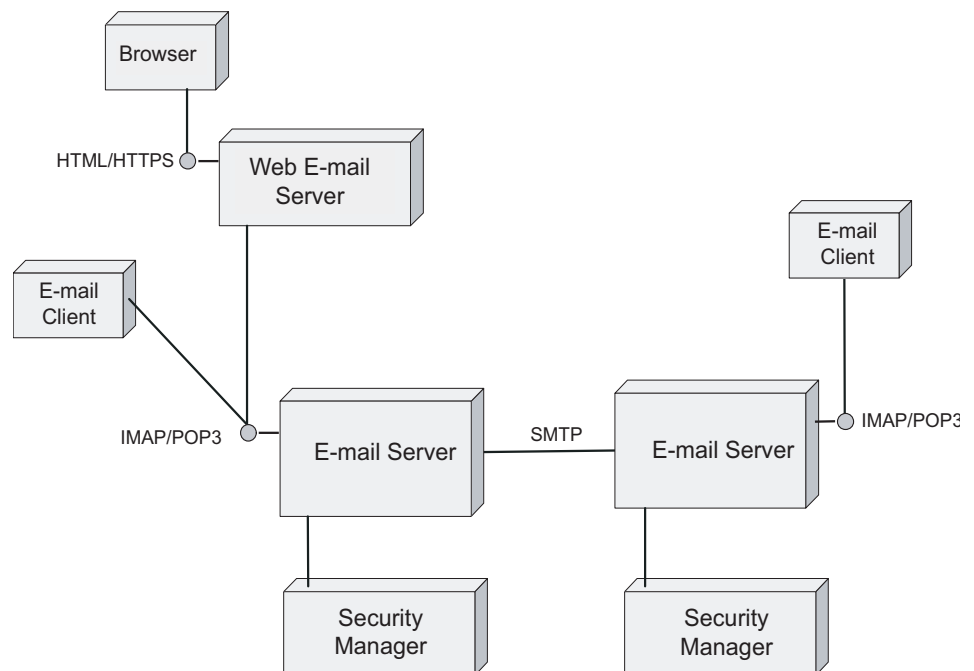 Browser
HTML/HTTPS
Web E-mail
Server
E-mail
Client
E-mail
Client
IMAP/POP3
E-mail Server
SMTP
E-mail Server
IMAP/POP3
Security
Manager
Security
Manager